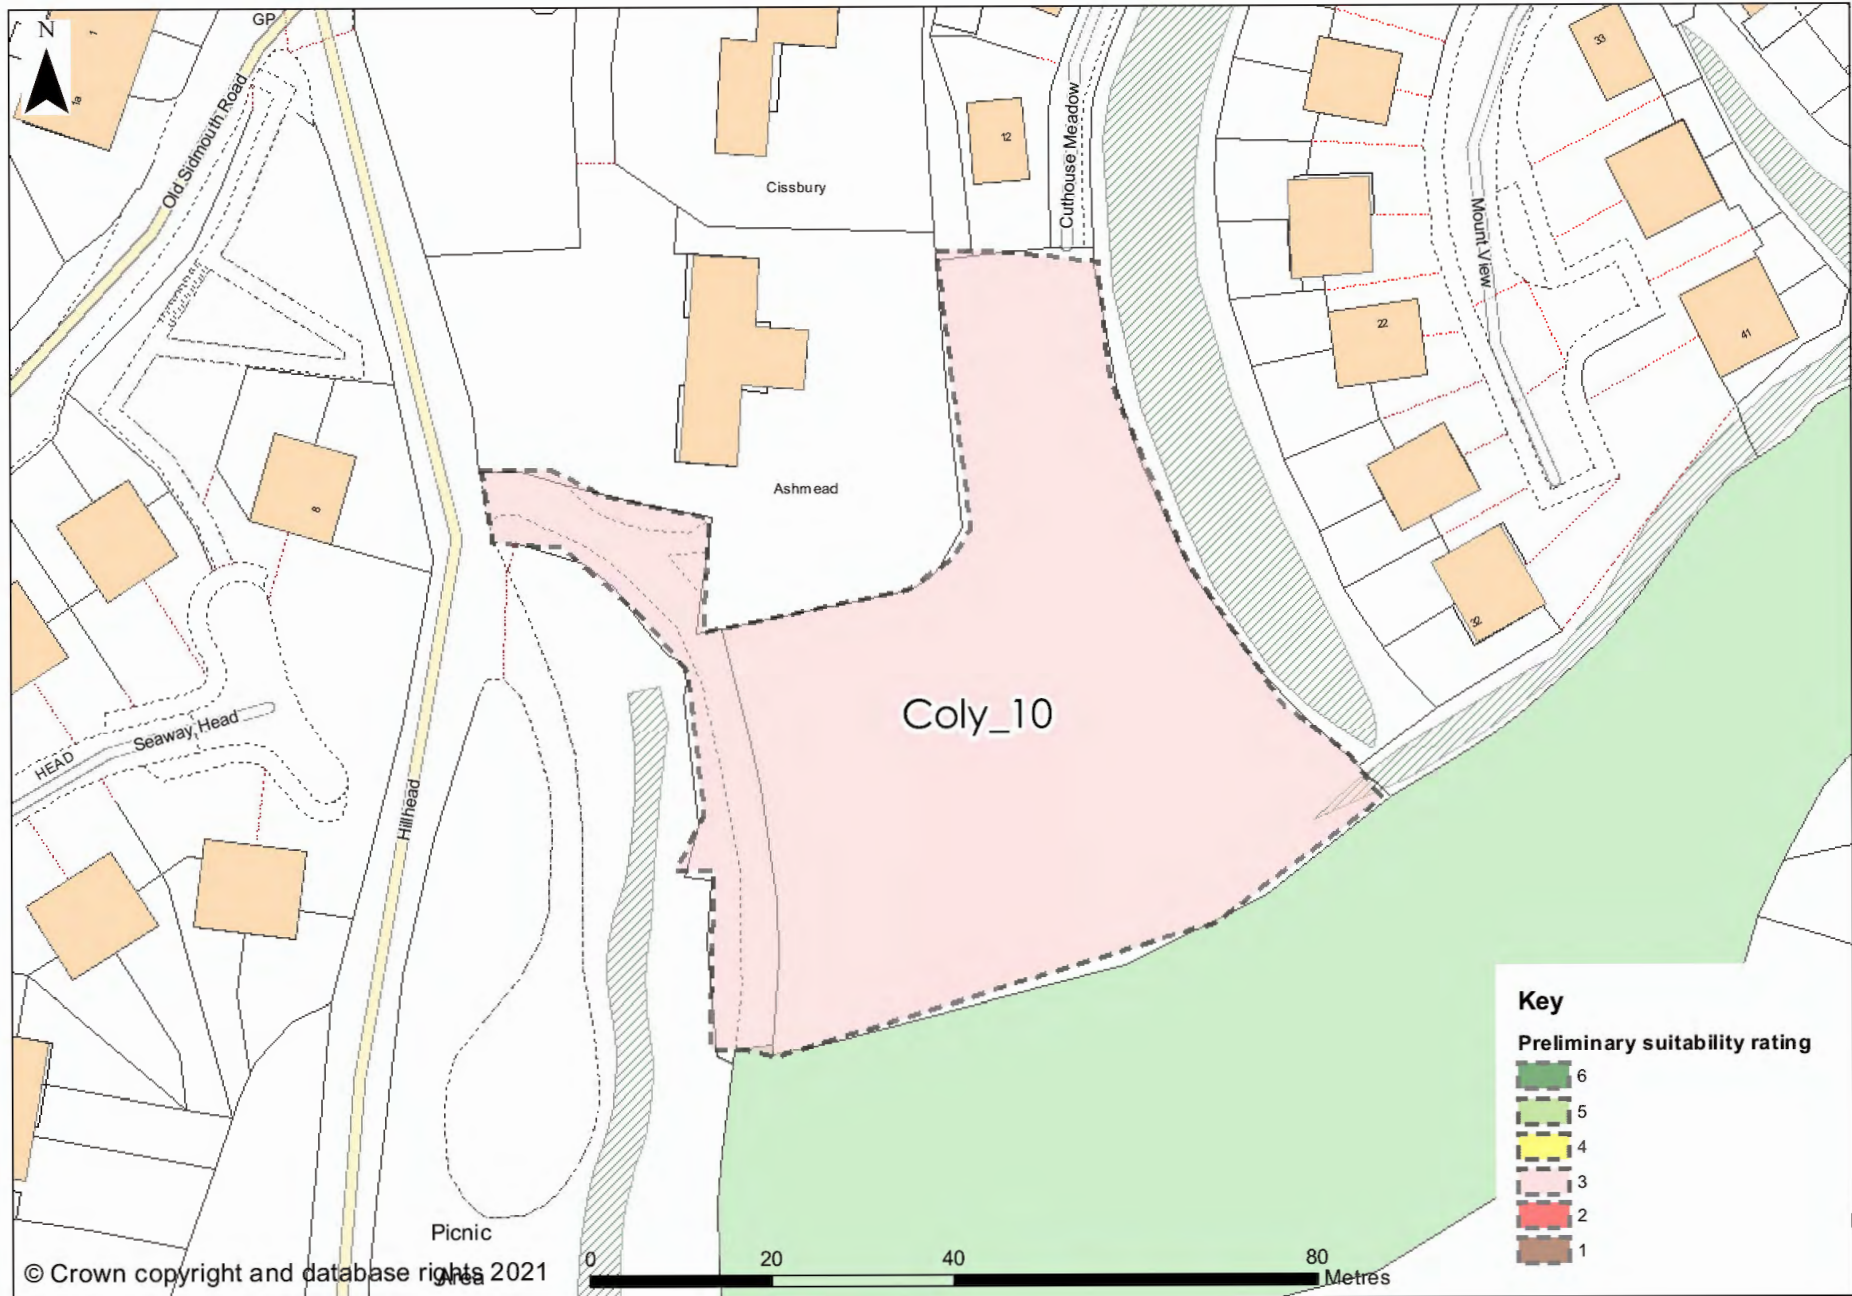 N
GP
1
1a
Old Sidmouth Road
Cissbury
12
Cuthouse Meadow
33
Mount View
22
41
Ashmead
8
32
Coly_10
Seaway Head
HEAD
Hillhead
Key
Preliminary suitability rating
6
5
4
3
2
1
Picnic
Area
0 20 40 80
Metres
© Crown copyright and database rights 2021